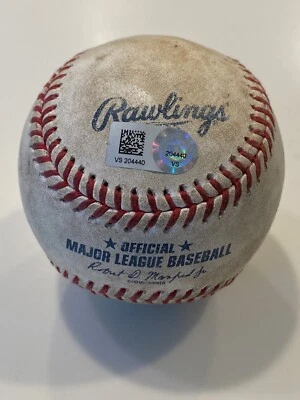 Rawlings
VS 204440
204440
VS
OFFICIAL
MAJOR LEAGUE BASEBALL
Robert D. Manfred Jr.